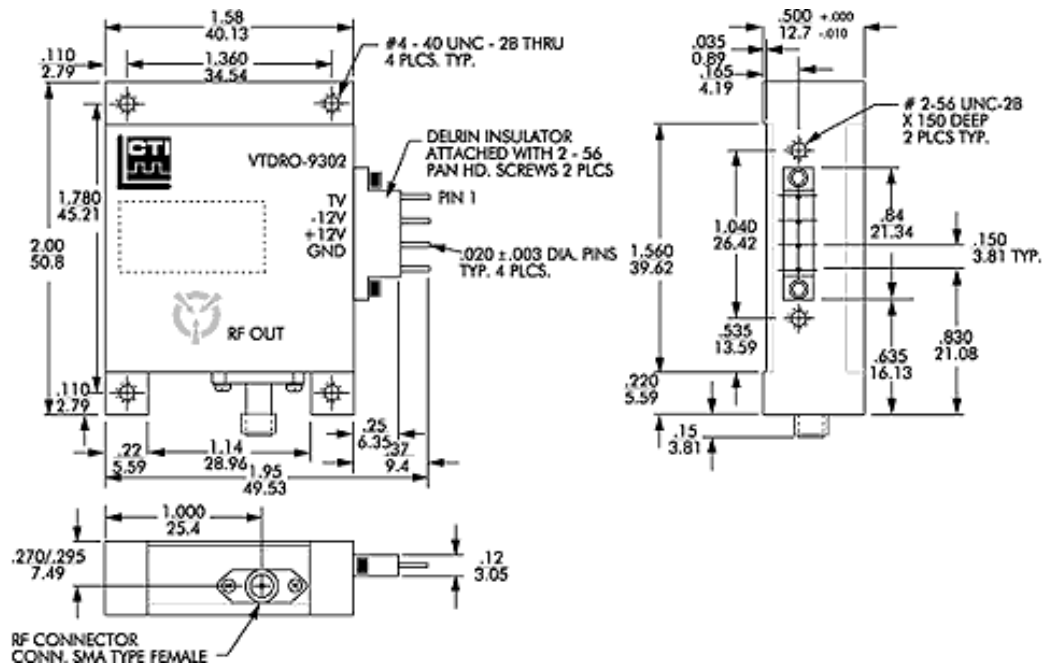 1.58
40.13
.110
2.79
1.360
34.54
#4 - 40 UNC - 2B THRU
4 PLCS. TYP.
CTI
VTDRO-9302
DELRIN INSULATOR
ATTACHED WITH 2 - 56
PAN HD. SCREWS 2 PLCS
TV
-12V
+12V
GND
PIN 1
.020 ±.003 DIA. PINS
TYP. 4 PLCS.
1.780
45.21
2.00
50.8
RF OUT
.110
2.79
.22
5.59
1.14
28.96
.25
6.35
.37
9.4
1.95
49.53
.500 +.000
12.7 -.010
.035
0.89
.165
4.19
# 2-56 UNC-2B
X 150 DEEP
2 PLCS TYP.
1.040
26.42
1.560
39.62
.84
21.34
.150
3.81 TYP.
.535
13.59
.830
21.08
.635
16.13
.220
5.59
.15
3.81
1.000
25.4
.270/.295
7.49
.12
3.05
RF CONNECTOR
CONN. SMA TYPE FEMALE